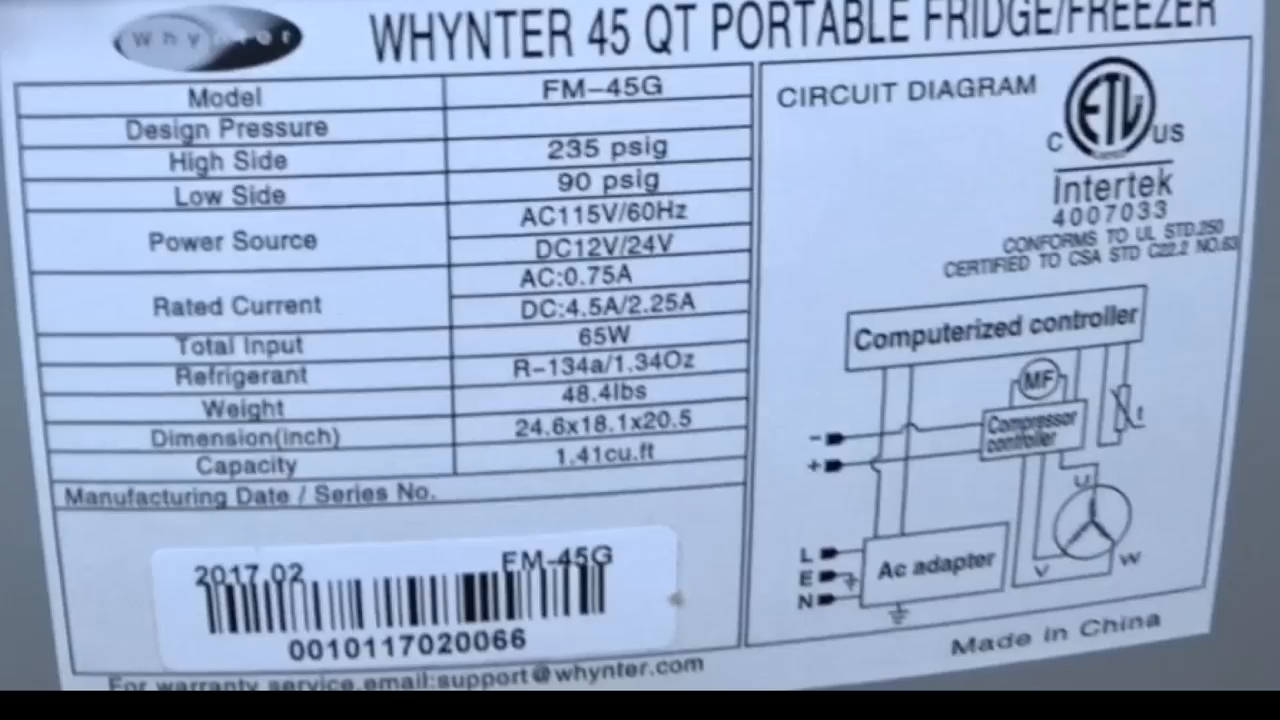 Whynter
WHYNTER 45 QT PORTABLE FRIDGE/FREEZER
Model FM-45G
Design Pressure
High Side 235 psig
Low Side 90 psig
Power Source AC115V/60Hz
DC12V/24V
Rated Current AC:0.75A
DC:4.5A/2.25A
Total Input 65W
Refrigerant R-134a/1.34Oz
Weight 48.4lbs
Dimension(inch) 24.6x18.1x20.5
Capacity 1.41cu.ft
Manufacturing Date / Series No.
2017.02 FM-45G
0010117020066
For warranty service,email:support@whynter.com
CIRCUIT DIAGRAM
ETL
C US
Intertek
4007033
CONFORMS TO UL STD.250
CERTIFIED TO CSA STD C22.2 NO.63
Computerized controller
MF
Compressor
controller
t
-
+
U
V
W
L
E
N
Ac adapter
Made in China